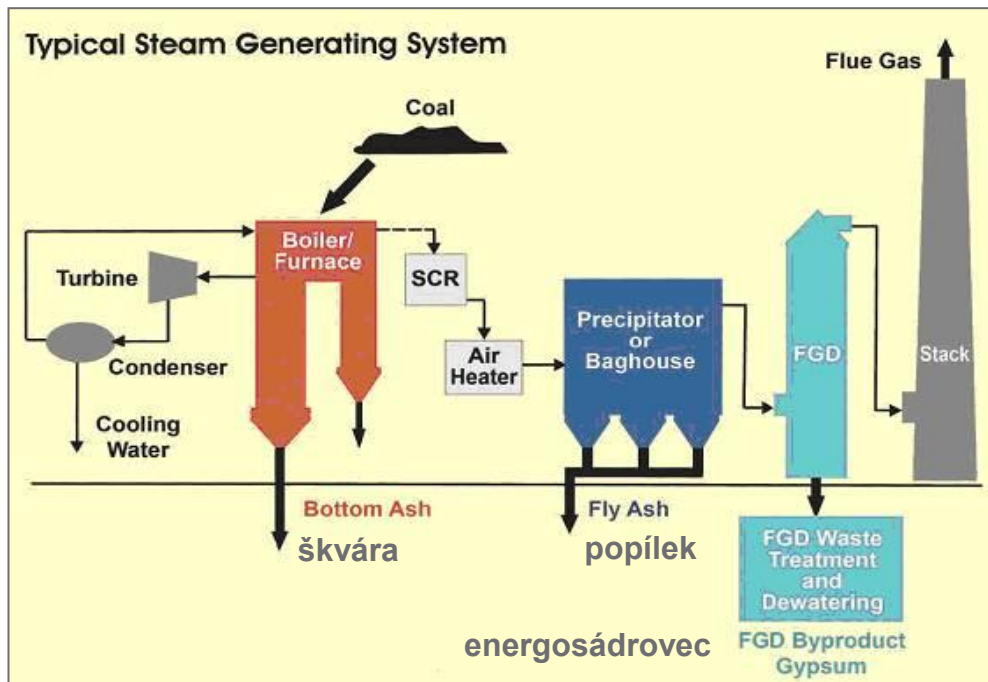 Typical Steam Generating System
Flue Gas
Coal
Boiler/
Furnace
Turbine
SCR
Condenser
Air
Heater
Precipitator
or
Baghouse
FGD
Stack
Cooling
Water
Bottom Ash
škvára
Fly Ash
popílek
FGD Waste
Treatment
and
Dewatering
energosádrovec
FGD Byproduct
Gypsum